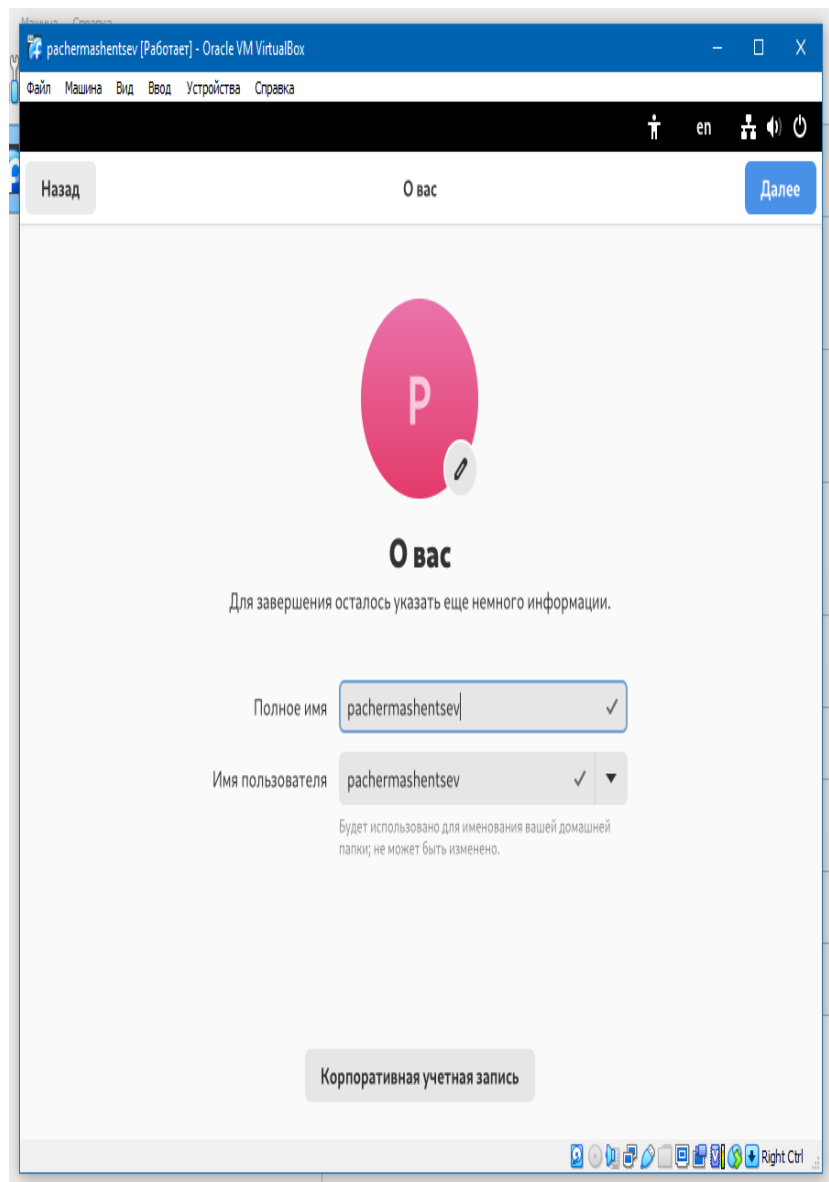 Машина Справка
pachermashentsev [Работает] - Oracle VM VirtualBox
Файл Машина Вид Ввод Устройства Справка
en
Назад О вас Далее
P
О вас
Для завершения осталось указать еще немного информации.
Полное имя pachermashentsev
Имя пользователя pachermashentsev
Будет использовано для именования вашей домашней
папки; не может быть изменено.
Корпоративная учетная запись
Right Ctrl